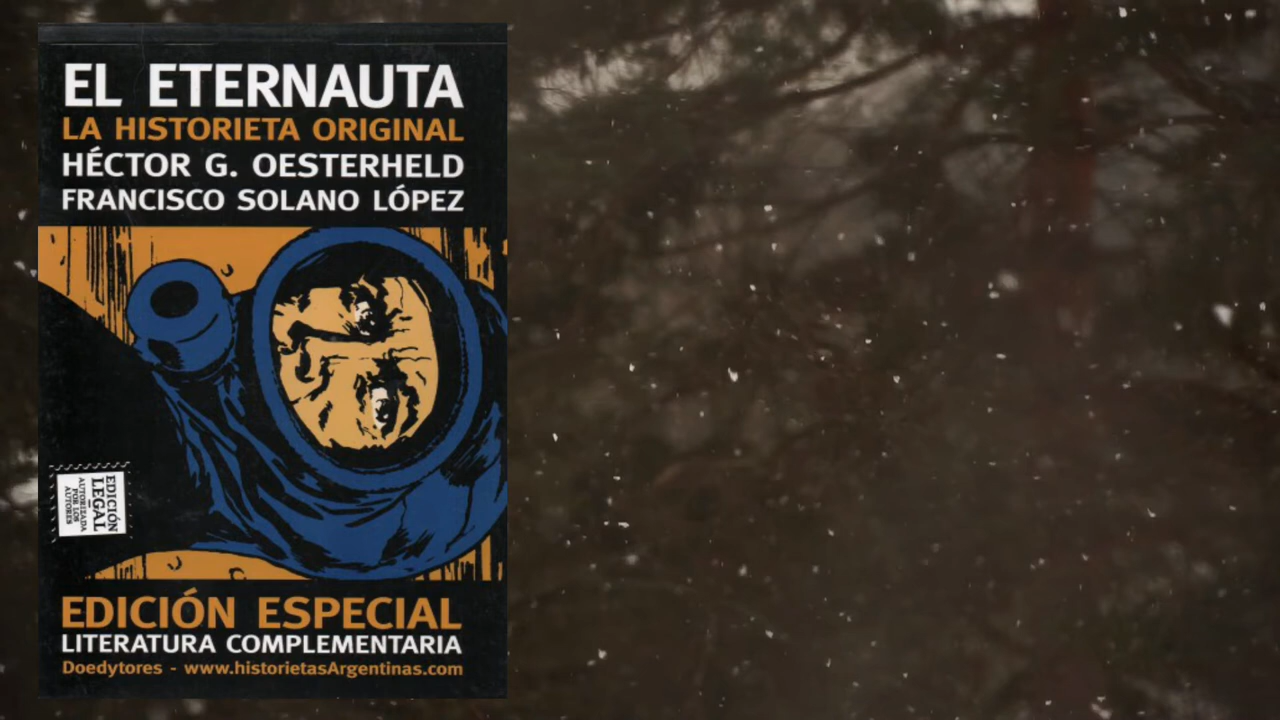 EL ETERNAUTA
LA HISTORIETA ORIGINAL
HÉCTOR G. OESTERHELD
FRANCISCO SOLANO LÓPEZ
EDICIÓN
LEGAL
AUTORIZADA
POR LOS
AUTORES
EDICIÓN ESPECIAL
LITERATURA COMPLEMENTARIA
Doedytores - www.historietasArgentinas.com